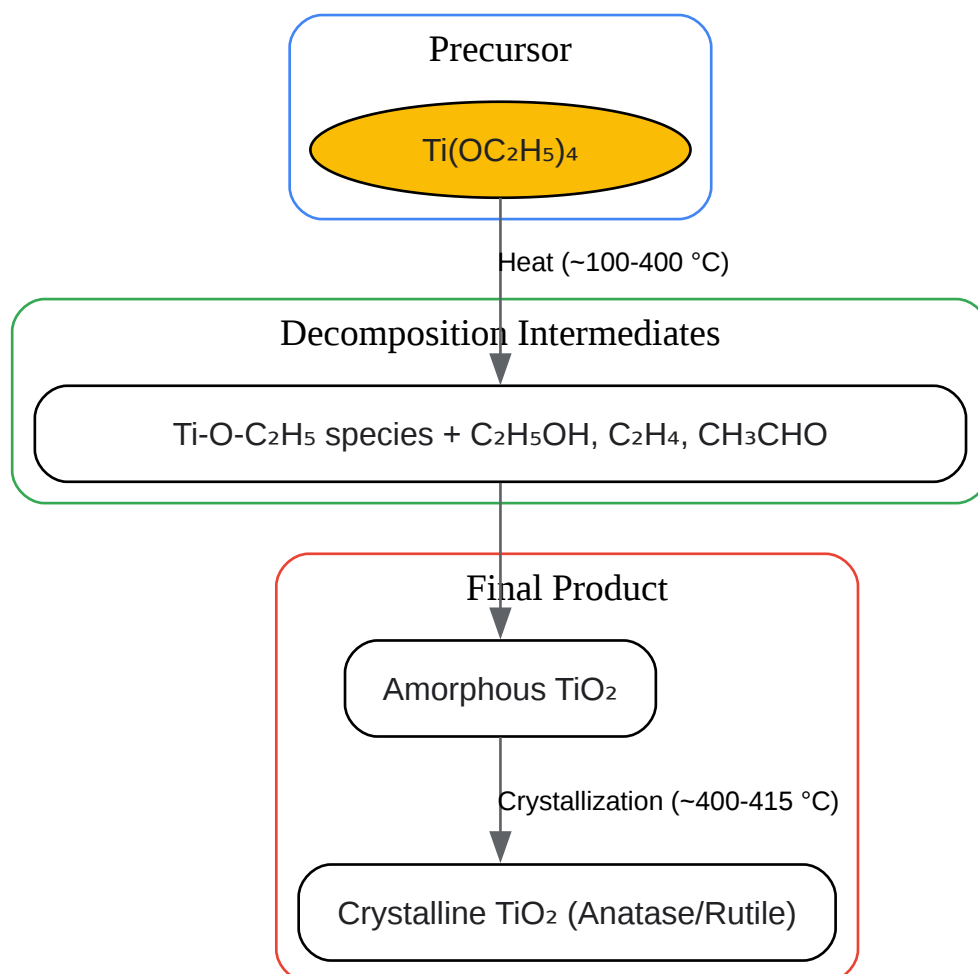 Precursor
Ti(OC₂H₅)₄
Heat (~100-400 °C)
Decomposition Intermediates
Ti-O-C₂H₅ species + C₂H₅OH, C₂H₄, CH₃CHO
Final Product
Amorphous TiO₂
Crystallization (~400-415 °C)
Crystalline TiO₂ (Anatase/Rutile)